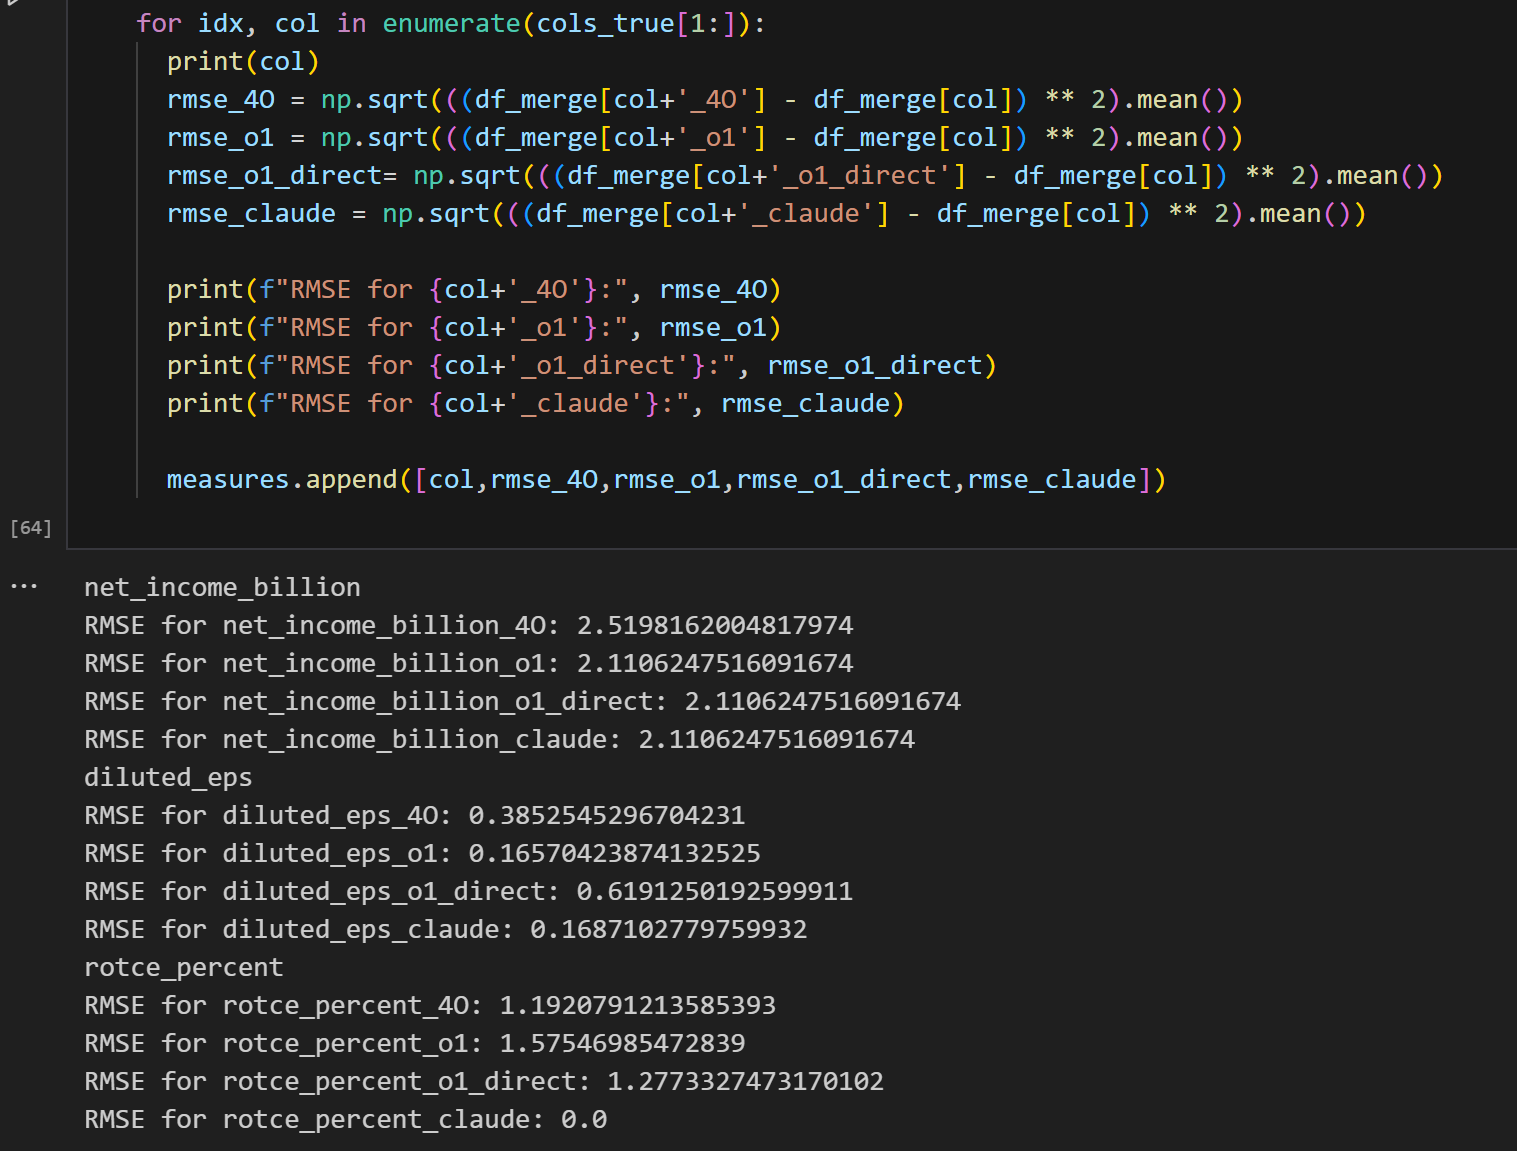 for idx, col in enumerate(cols_true[1:]):
print(col)
rmse_4O = np.sqrt(((df_merge[col+'_4O'] - df_merge[col]) ** 2).mean())
rmse_o1 = np.sqrt(((df_merge[col+'_o1'] - df_merge[col]) ** 2).mean())
rmse_o1_direct= np.sqrt(((df_merge[col+'_o1_direct'] - df_merge[col]) ** 2).mean())
rmse_claude = np.sqrt(((df_merge[col+'_claude'] - df_merge[col]) ** 2).mean())
print(f"RMSE for {col+'_4O'}:", rmse_4O)
print(f"RMSE for {col+'_o1'}:", rmse_o1)
print(f"RMSE for {col+'_o1_direct'}:", rmse_o1_direct)
print(f"RMSE for {col+'_claude'}:", rmse_claude)
measures.append([col,rmse_4O,rmse_o1,rmse_o1_direct,rmse_claude])
[64]
... net_income_billion
RMSE for net_income_billion_4O: 2.5198162004817974
RMSE for net_income_billion_o1: 2.1106247516091674
RMSE for net_income_billion_o1_direct: 2.1106247516091674
RMSE for net_income_billion_claude: 2.1106247516091674
diluted_eps
RMSE for diluted_eps_4O: 0.3852545296704231
RMSE for diluted_eps_o1: 0.16570423874132525
RMSE for diluted_eps_o1_direct: 0.6191250192599911
RMSE for diluted_eps_claude: 0.1687102779759932
rotce_percent
RMSE for rotce_percent_4O: 1.1920791213585393
RMSE for rotce_percent_o1: 1.57546985472839
RMSE for rotce_percent_o1_direct: 1.2773327473170102
RMSE for rotce_percent_claude: 0.0